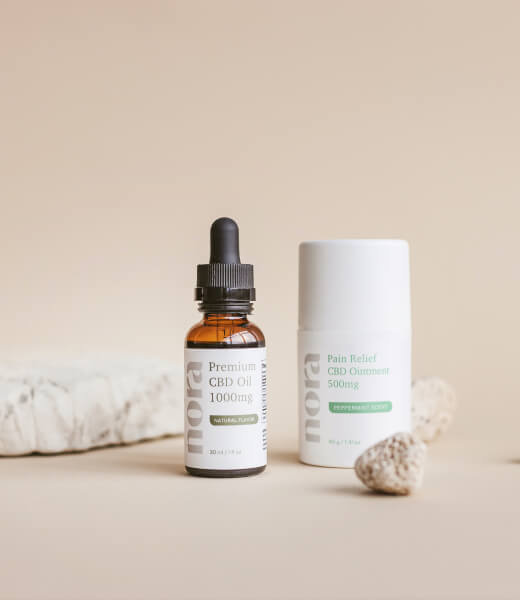 nora
Premium
CBD Oil
1000mg
NATURAL FLAVOR
30 ml / 1 fl oz
nora
Pain Relief
CBD Ointment
500mg
PEPPERMINT SCENT